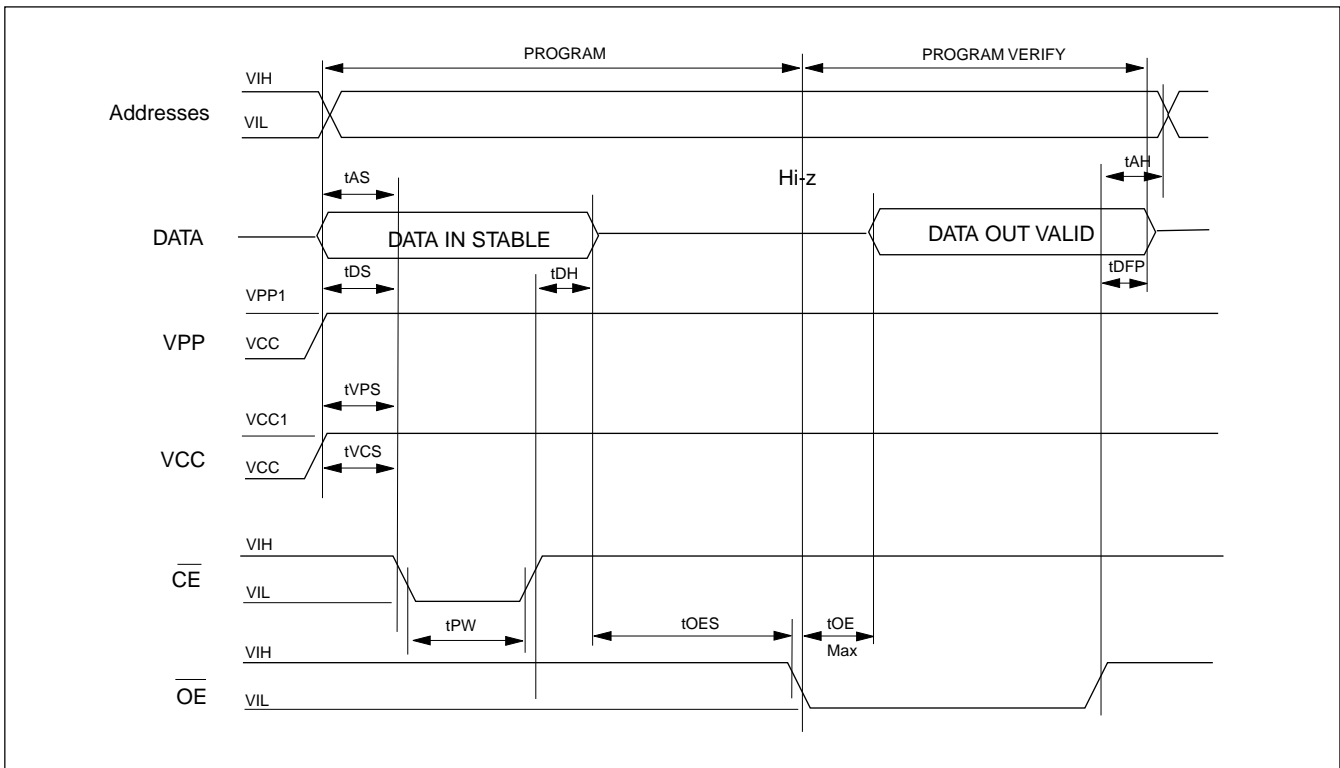 PROGRAM
PROGRAM VERIFY
VIH
Addresses
VIL
tAS
Hi-z
tAH
DATA
DATA IN STABLE
DATA OUT VALID
tDS
tDH
tDFP
VPP1
VPP
VCC
tVPS
VCC1
VCC
VCC
tVCS
VIH
CE
VIL
tPW
tOES
tOE
Max
VIH
OE
VIL